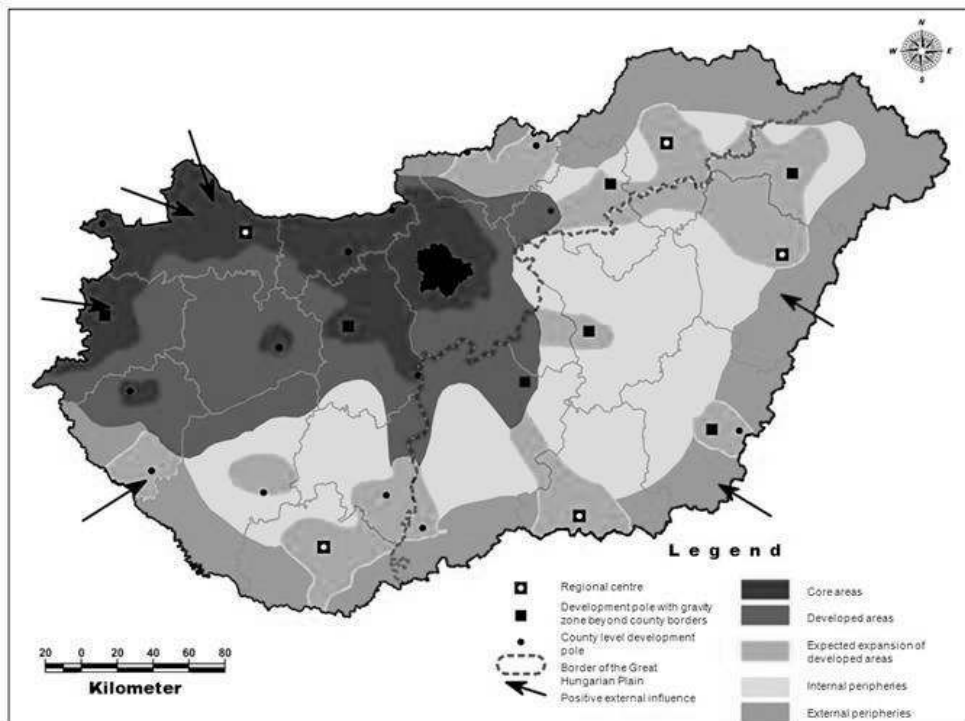 N
W E
S
Legend
Regional centre
Development pole with gravity
zone beyond county borders
County level development
pole
Border of the Great
Hungarian Plain
Positive external influence
Core areas
Developed areas
Expected expansion of
developed areas
Internal peripheries
External peripheries
20 10 0 20 40 60 80
Kilometer